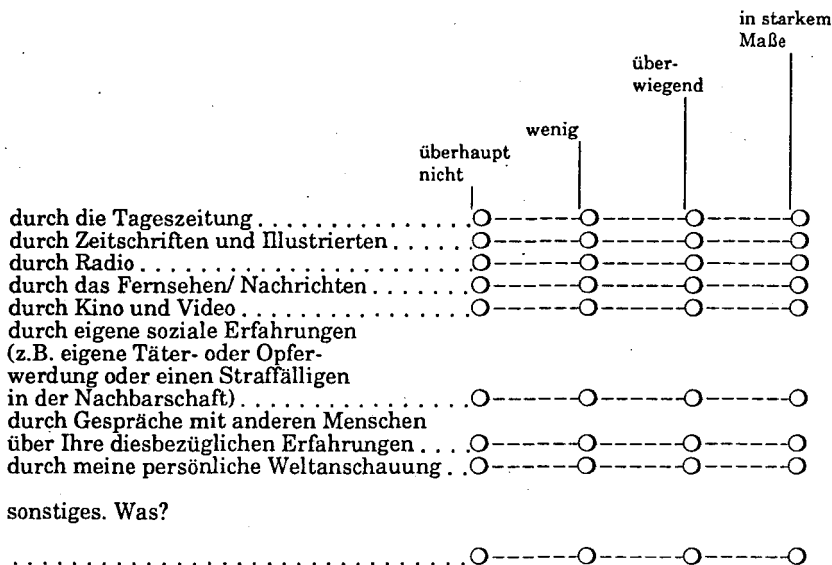 in starkem
Maße
über-
wiegend
wenig
überhaupt
nicht
durch die Tageszeitung . . . . . . . . . . . . . . . O------O------O------O
durch Zeitschriften und Illustrierten . . . . . O------O------O------O
durch Radio . . . . . . . . . . . . . . . . . . . . . . O------O------O------O
durch das Fernsehen/ Nachrichten . . . . . . . O------O------O------O
durch Kino und Video . . . . . . . . . . . . . . . . O------O------O------O
durch eigene soziale Erfahrungen
(z.B. eigene Täter- oder Opfer-
werdung oder einen Straffälligen
in der Nachbarschaft) . . . . . . . . . . . . . . . . O------O------O------O
durch Gespräche mit anderen Menschen
über Ihre diesbezüglichen Erfahrungen . . . . O------O------O------O
durch meine persönliche Weltanschauung . . O------O------O------O
sonstiges. Was?
. . . . . . . . . . . . . . . . . . . . . . . . . . . . . . . O------O------O------O